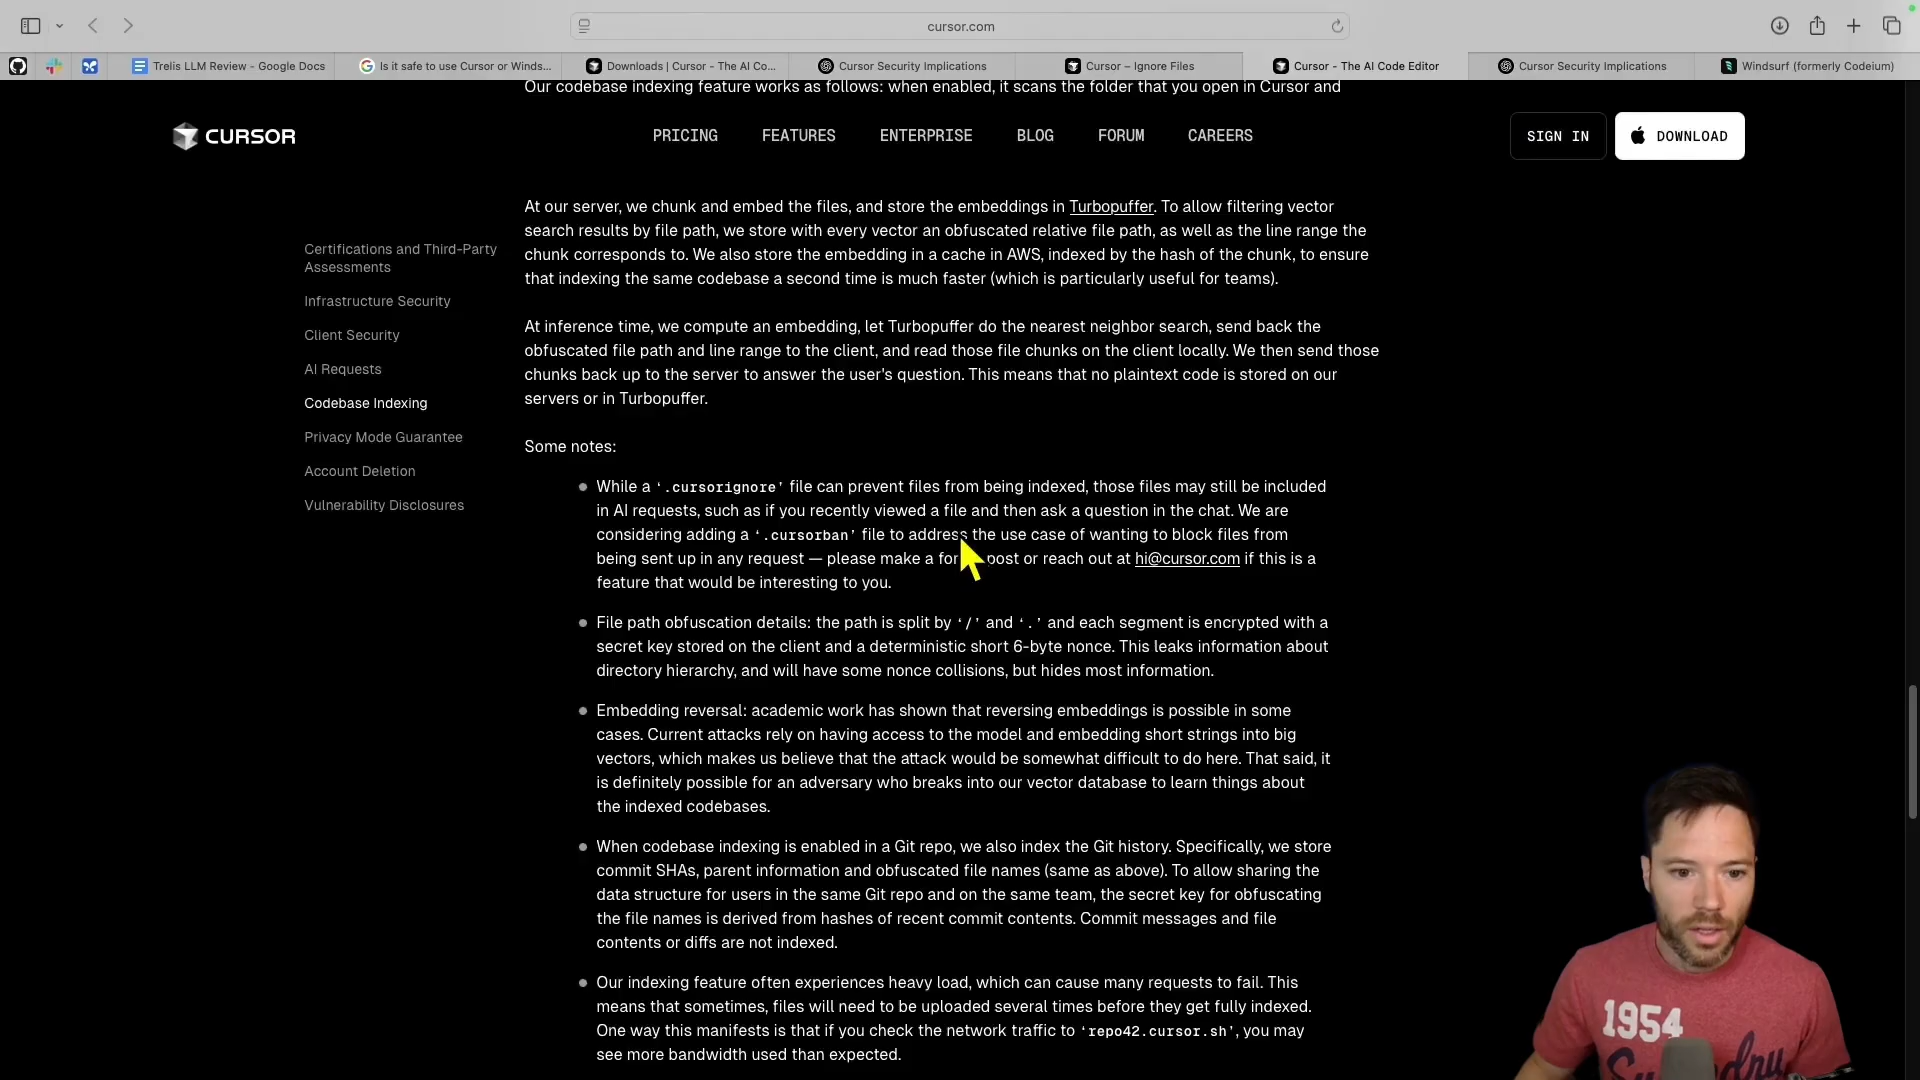 cursor.com
Trelis LLM Review - Google Docs
Is it safe to use Cursor or Winds...
Downloads | Cursor - The AI Co...
Cursor Security Implications
Cursor – Ignore Files
Cursor - The AI Code Editor
Cursor Security Implications
Windsurf (formerly Codeium)
Our codebase indexing feature works as follows: when enabled, it scans the folder that you open in Cursor and
CURSOR
PRICING
FEATURES
ENTERPRISE
BLOG
FORUM
CAREERS
SIGN IN
DOWNLOAD
Certifications and Third-Party
Assessments
Infrastructure Security
Client Security
AI Requests
Codebase Indexing
Privacy Mode Guarantee
Account Deletion
Vulnerability Disclosures
At our server, we chunk and embed the files, and store the embeddings in Turbopuffer. To allow filtering vector
search results by file path, we store with every vector an obfuscated relative file path, as well as the line range the
chunk corresponds to. We also store the embedding in a cache in AWS, indexed by the hash of the chunk, to ensure
that indexing the same codebase a second time is much faster (which is particularly useful for teams).
At inference time, we compute an embedding, let Turbopuffer do the nearest neighbor search, send back the
obfuscated file path and line range to the client, and read those file chunks on the client locally. We then send those
chunks back up to the server to answer the user's question. This means that no plaintext code is stored on our
servers or in Turbopuffer.
Some notes:
While a ‘.cursorignore’ file can prevent files from being indexed, those files may still be included
in AI requests, such as if you recently viewed a file and then ask a question in the chat. We are
considering adding a ‘.cursorban’ file to address the use case of wanting to block files from
being sent up in any request — please make a for post or reach out at hi@cursor.com if this is a
feature that would be interesting to you.
File path obfuscation details: the path is split by ‘/’ and ‘.’ and each segment is encrypted with a
secret key stored on the client and a deterministic short 6-byte nonce. This leaks information about
directory hierarchy, and will have some nonce collisions, but hides most information.
Embedding reversal: academic work has shown that reversing embeddings is possible in some
cases. Current attacks rely on having access to the model and embedding short strings into big
vectors, which makes us believe that the attack would be somewhat difficult to do here. That said, it
is definitely possible for an adversary who breaks into our vector database to learn things about
the indexed codebases.
When codebase indexing is enabled in a Git repo, we also index the Git history. Specifically, we store
commit SHAs, parent information and obfuscated file names (same as above). To allow sharing the
data structure for users in the same Git repo and on the same team, the secret key for obfuscating
the file names is derived from hashes of recent commit contents. Commit messages and file
contents or diffs are not indexed.
Our indexing feature often experiences heavy load, which can cause many requests to fail. This
means that sometimes, files will need to be uploaded several times before they get fully indexed.
One way this manifests is that if you check the network traffic to ‘repo42.cursor.sh’, you may
see more bandwidth used than expected.
1954